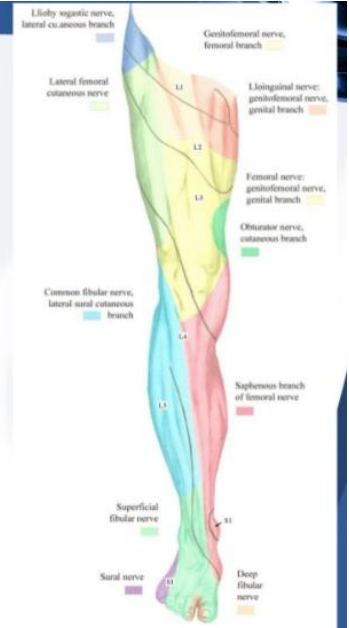 Llioby sogastic nerve,
lateral cu.aneous branch
Genitofemoral nerve,
femoral branch
Lateral femoral
cutaneous nerve
L1
Lloinguinal nerve:
genitofemoral nerve,
genital branch
L2
Femoral nerve:
genitofemoral nerve,
genital branch
L3
Obturator nerve,
cutaneous branch
Common fibular nerve,
lateral sural cutaneous
branch
L4
Saphenous branch
of femoral nerve
L5
Superficial
fibular nerve
S1
Sural nerve
S1
Deep
fibular
nerve